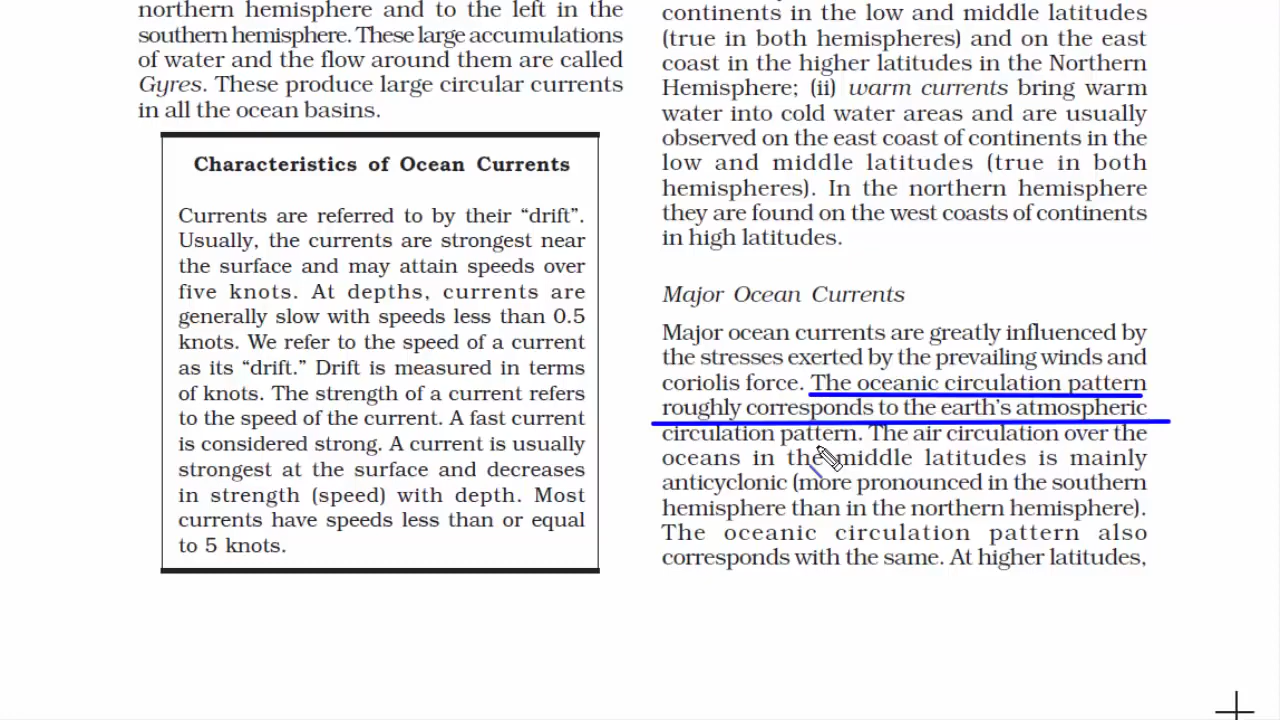 northern hemisphere and to the left in the
southern hemisphere. These large accumulations
of water and the flow around them are called
Gyres. These produce large circular currents
in all the ocean basins.
Characteristics of Ocean Currents
Currents are referred to by their “drift”.
Usually, the currents are strongest near
the surface and may attain speeds over
five knots. At depths, currents are
generally slow with speeds less than 0.5
knots. We refer to the speed of a current
as its “drift.” Drift is measured in terms
of knots. The strength of a current refers
to the speed of the current. A fast current
is considered strong. A current is usually
strongest at the surface and decreases
in strength (speed) with depth. Most
currents have speeds less than or equal
to 5 knots.
continents in the low and middle latitudes
(true in both hemispheres) and on the east
coast in the higher latitudes in the Northern
Hemisphere; (ii) warm currents bring warm
water into cold water areas and are usually
observed on the east coast of continents in the
low and middle latitudes (true in both
hemispheres). In the northern hemisphere
they are found on the west coasts of continents
in high latitudes.
Major Ocean Currents
Major ocean currents are greatly influenced by
the stresses exerted by the prevailing winds and
coriolis force. The oceanic circulation pattern
roughly corresponds to the earth’s atmospheric
circulation pattern. The air circulation over the
oceans in the middle latitudes is mainly
anticyclonic (more pronounced in the southern
hemisphere than in the northern hemisphere).
The oceanic circulation pattern also
corresponds with the same. At higher latitudes,